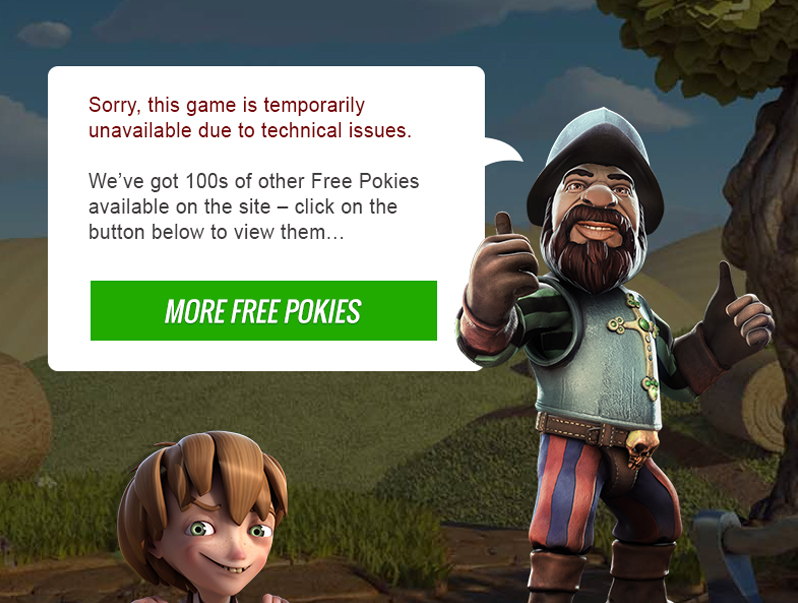 Sorry, this game is temporarily
unavailable due to technical issues.
We’ve got 100s of other Free Pokies
available on the site – click on the
button below to view them…
MORE FREE POKIES